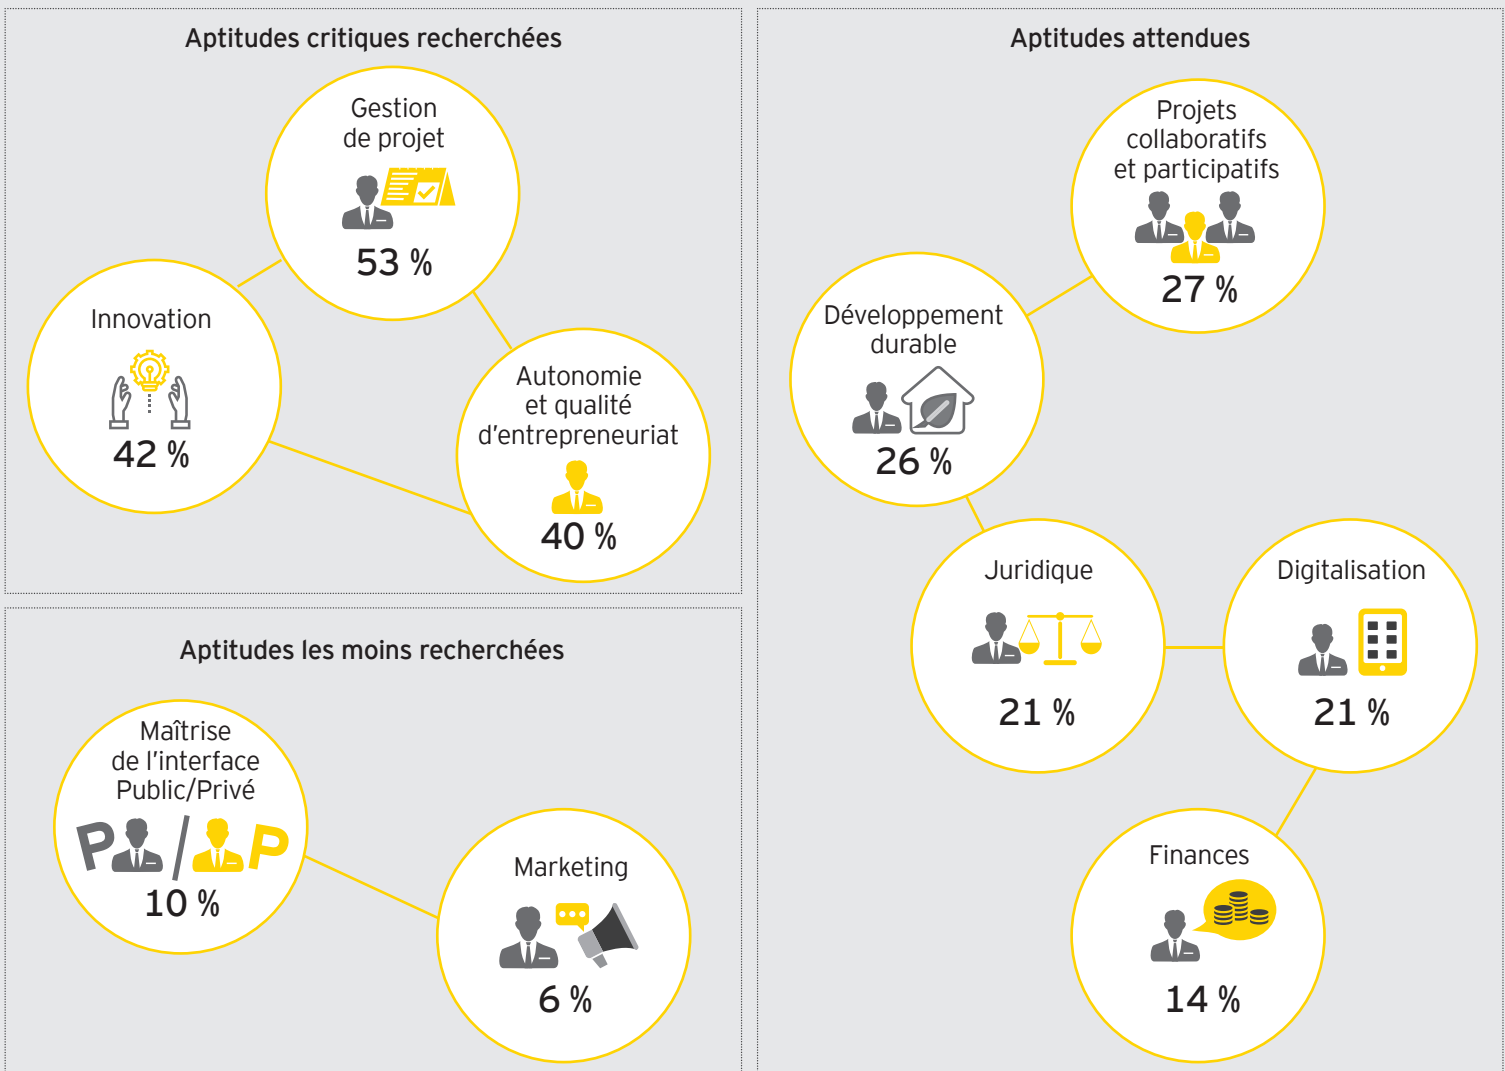 Aptitudes critiques recherchées
Gestion
de projet
53 %
Innovation
42 %
Autonomie
et qualité
d'entrepreneuriat
40 %
Aptitudes les moins recherchées
Maîtrise
de l'interface
Public/Privé
P / P
10 %
Marketing
6 %
Aptitudes attendues
Projets
collaboratifs
et participatifs
27 %
Développement
durable
26 %
Juridique
21 %
Digitalisation
21 %
Finances
14 %